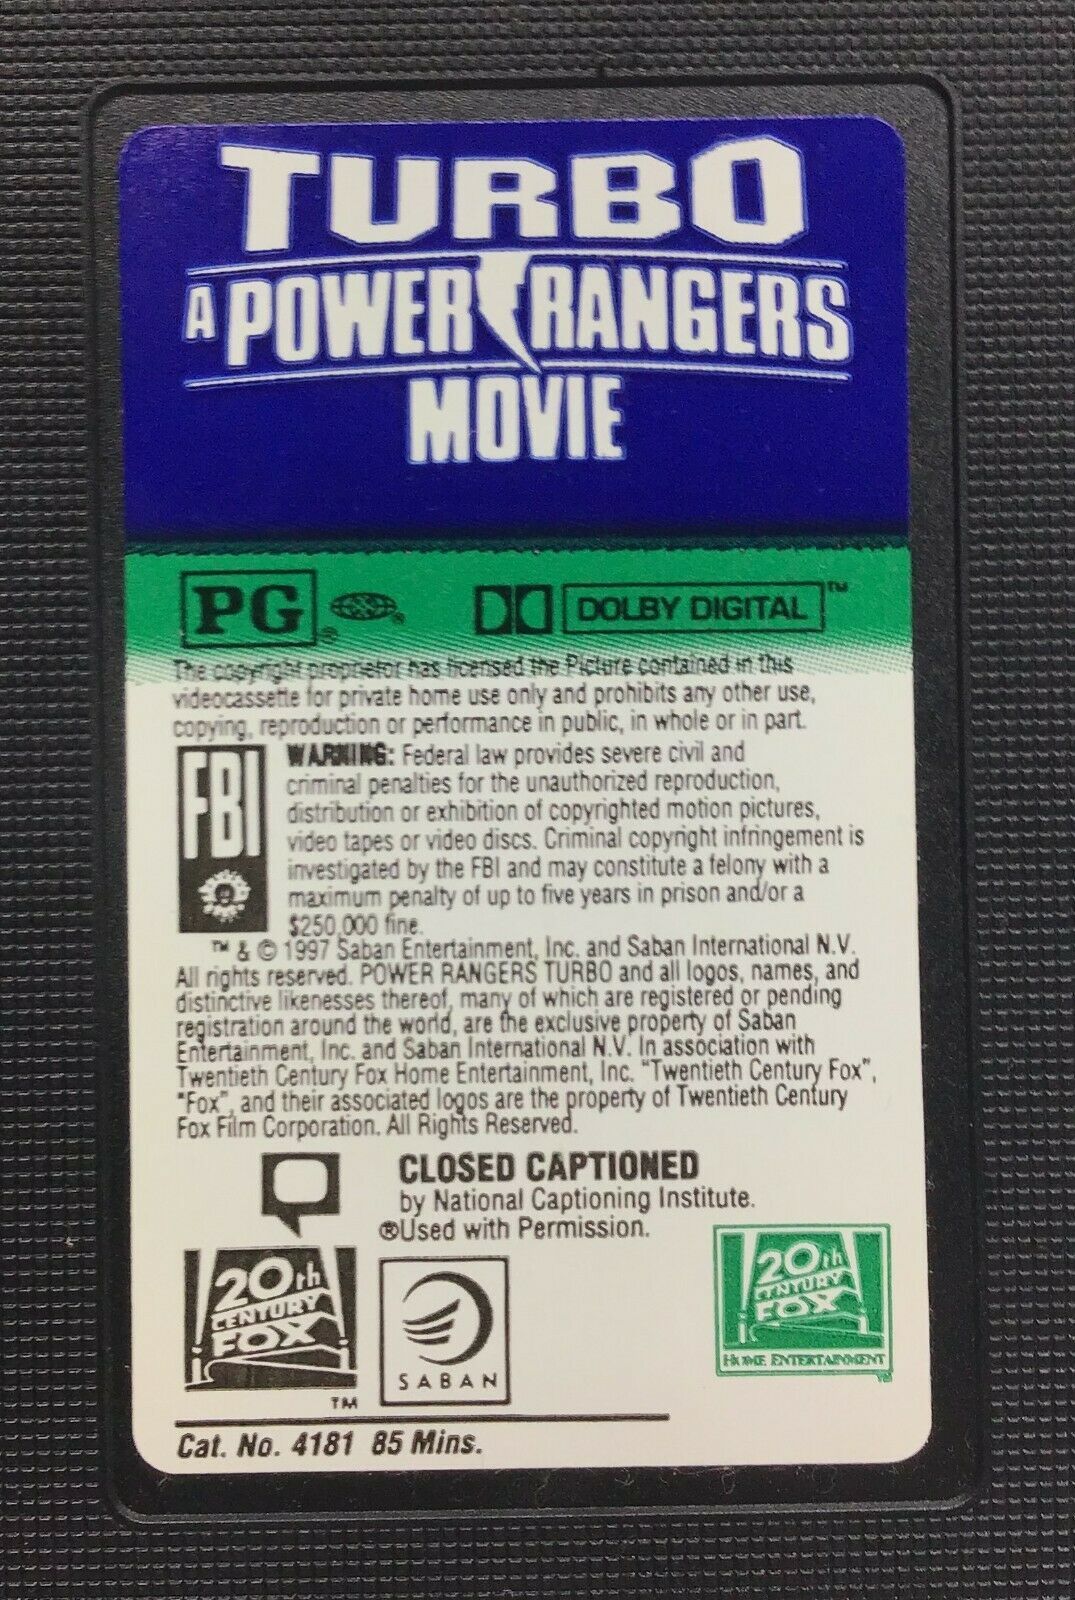 TURBO
A POWER RANGERS
MOVIE
PG ® ® DOLBY DIGITAL™
The copyright proprietor has licensed the Picture contained in this
videocassette for private home use only and prohibits any other use,
copying, reproduction or performance in public, in whole or in part.
FBI
WARNING: Federal law provides severe civil and
criminal penalties for the unauthorized reproduction,
distribution or exhibition of copyrighted motion pictures,
video tapes or video discs. Criminal copyright infringement is
investigated by the FBI and may constitute a felony with a
maximum penalty of up to five years in prison and/or a
$250,000 fine.
™ & © 1997 Saban Entertainment, Inc. and Saban International N.V.
All rights reserved. POWER RANGERS TURBO and all logos, names, and
distinctive likenesses thereof, many of which are registered or pending
registration around the world, are the exclusive property of Saban
Entertainment, Inc. and Saban International N.V. In association with
Twentieth Century Fox Home Entertainment, Inc. "Twentieth Century Fox",
"Fox", and their associated logos are the property of Twentieth Century
Fox Film Corporation. All Rights Reserved.
CLOSED CAPTIONED
by National Captioning Institute.
®Used with Permission.
20th
CENTURY
FOX
TM
SABAN
20th
CENTURY
FOX
HOME ENTERTAINMENT
TM
Cat. No. 4181 85 Mins.